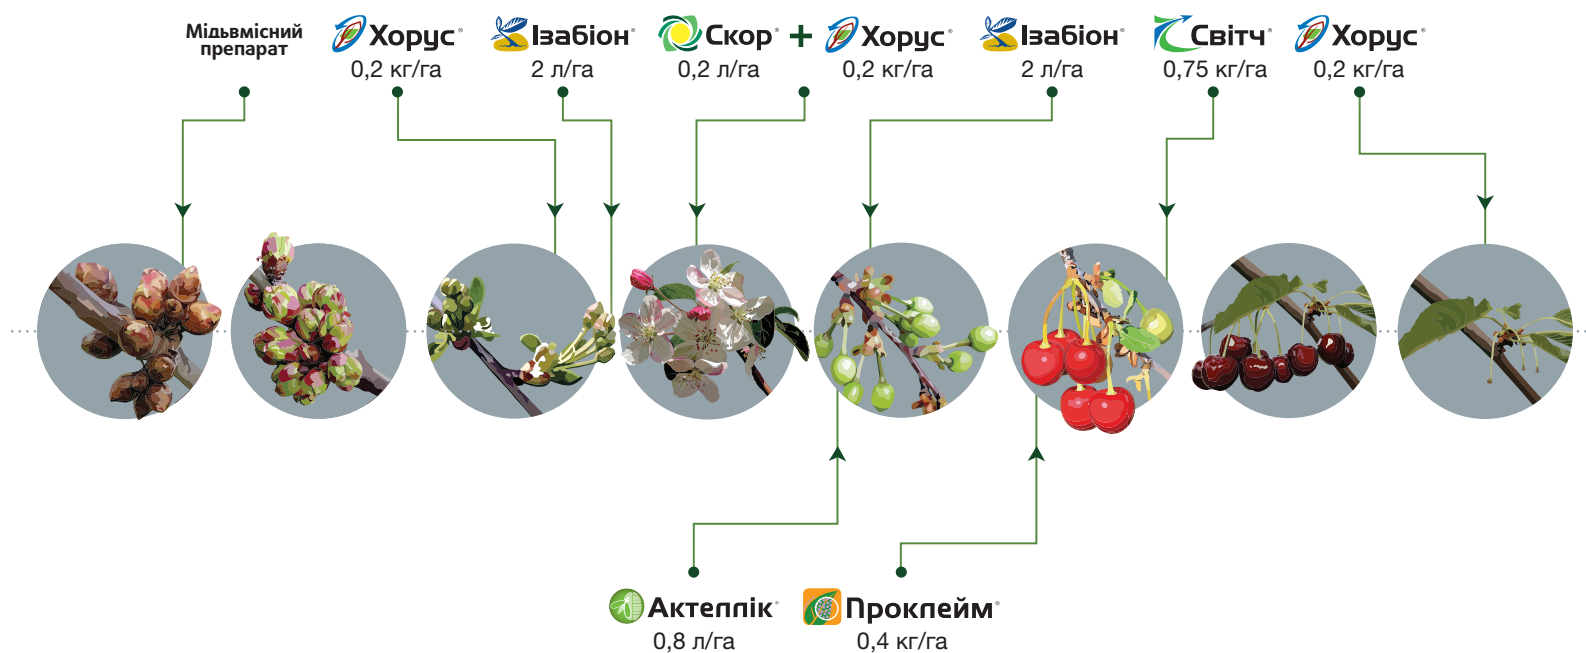 Мідьвмісний
препарат
Хорус®
0,2 кг/га
Ізабіон®
2 л/га
Скор® + Хорус®
0,2 л/га 0,2 кг/га
Ізабіон®
2 л/га
Світч®
0,75 кг/га
Хорус®
0,2 кг/га
Актеллік®
0,8 л/га
Проклейм®
0,4 кг/га